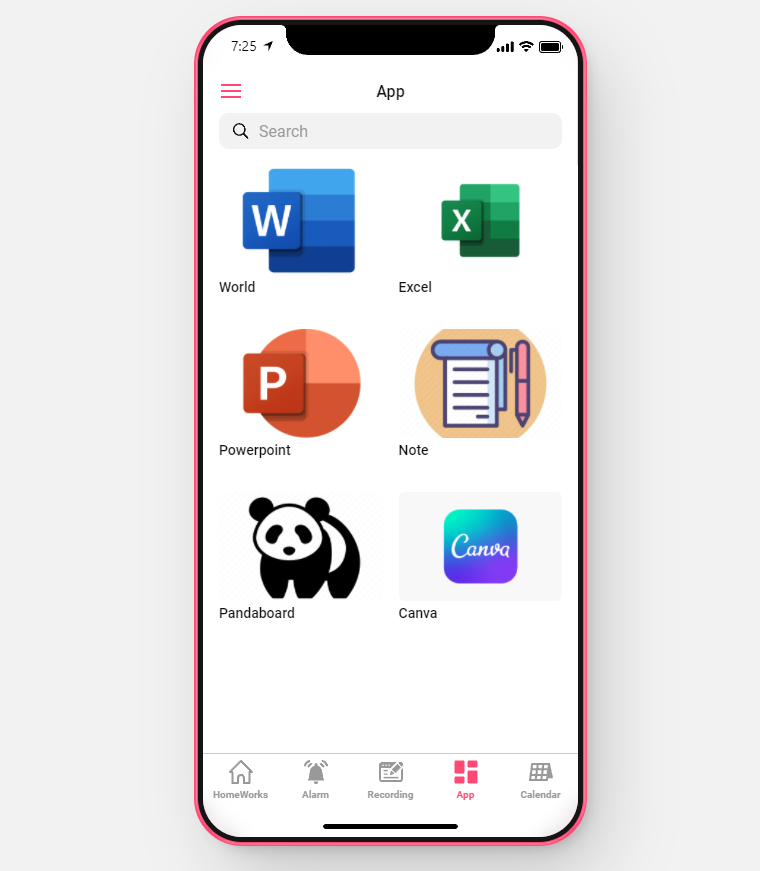 7:25
App
Search
W
X
World
Excel
P
Powerpoint
Note
Canva
Pandaboard
Canva
HomeWorks
Alarm
Recording
App
Calendar